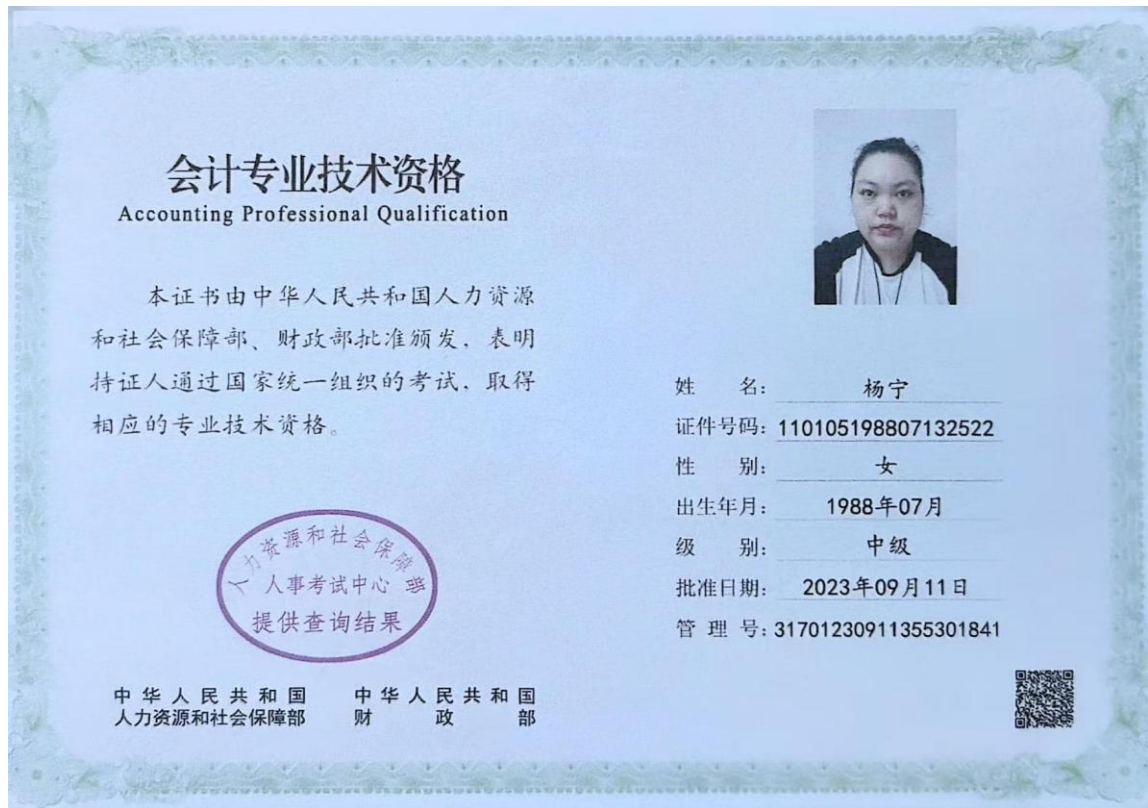 会计专业技术资格
Accounting Professional Qualification
本证书由中华人民共和国人力资源
和社会保障部、财政部批准颁发，表明
持证人通过国家统一组织的考试，取得
相应的专业技术资格。
人力资源和社会保障部
人事考试中心
提供查询结果
中华人民共和国
人力资源和社会保障部
中华人民共和国
财政部
姓名：杨宁
证件号码：110105198807132522
性别：女
出生年月：1988年07月
级别：中级
批准日期：2023年09月11日
管理号：31701230911355301841